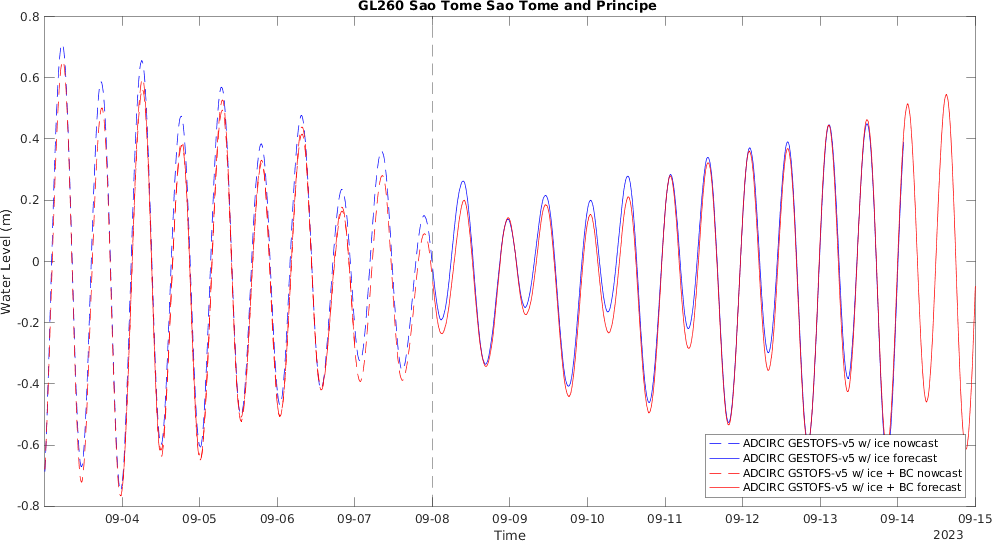 GL260 Sao Tome Sao Tome and Principe
0.8
0.6
0.4
0.2
0
-0.2
-0.4
-0.6
-0.8
Water Level (m)
ADCIRC GESTOFS-v5 w/ ice nowcast
ADCIRC GESTOFS-v5 w/ ice forecast
ADCIRC GSTOFS-v5 w/ ice + BC nowcast
ADCIRC GSTOFS-v5 w/ ice + BC forecast
09-04 09-05 09-06 09-07 09-08 09-09 09-10 09-11 09-12 09-13 09-14 09-15
Time
2023